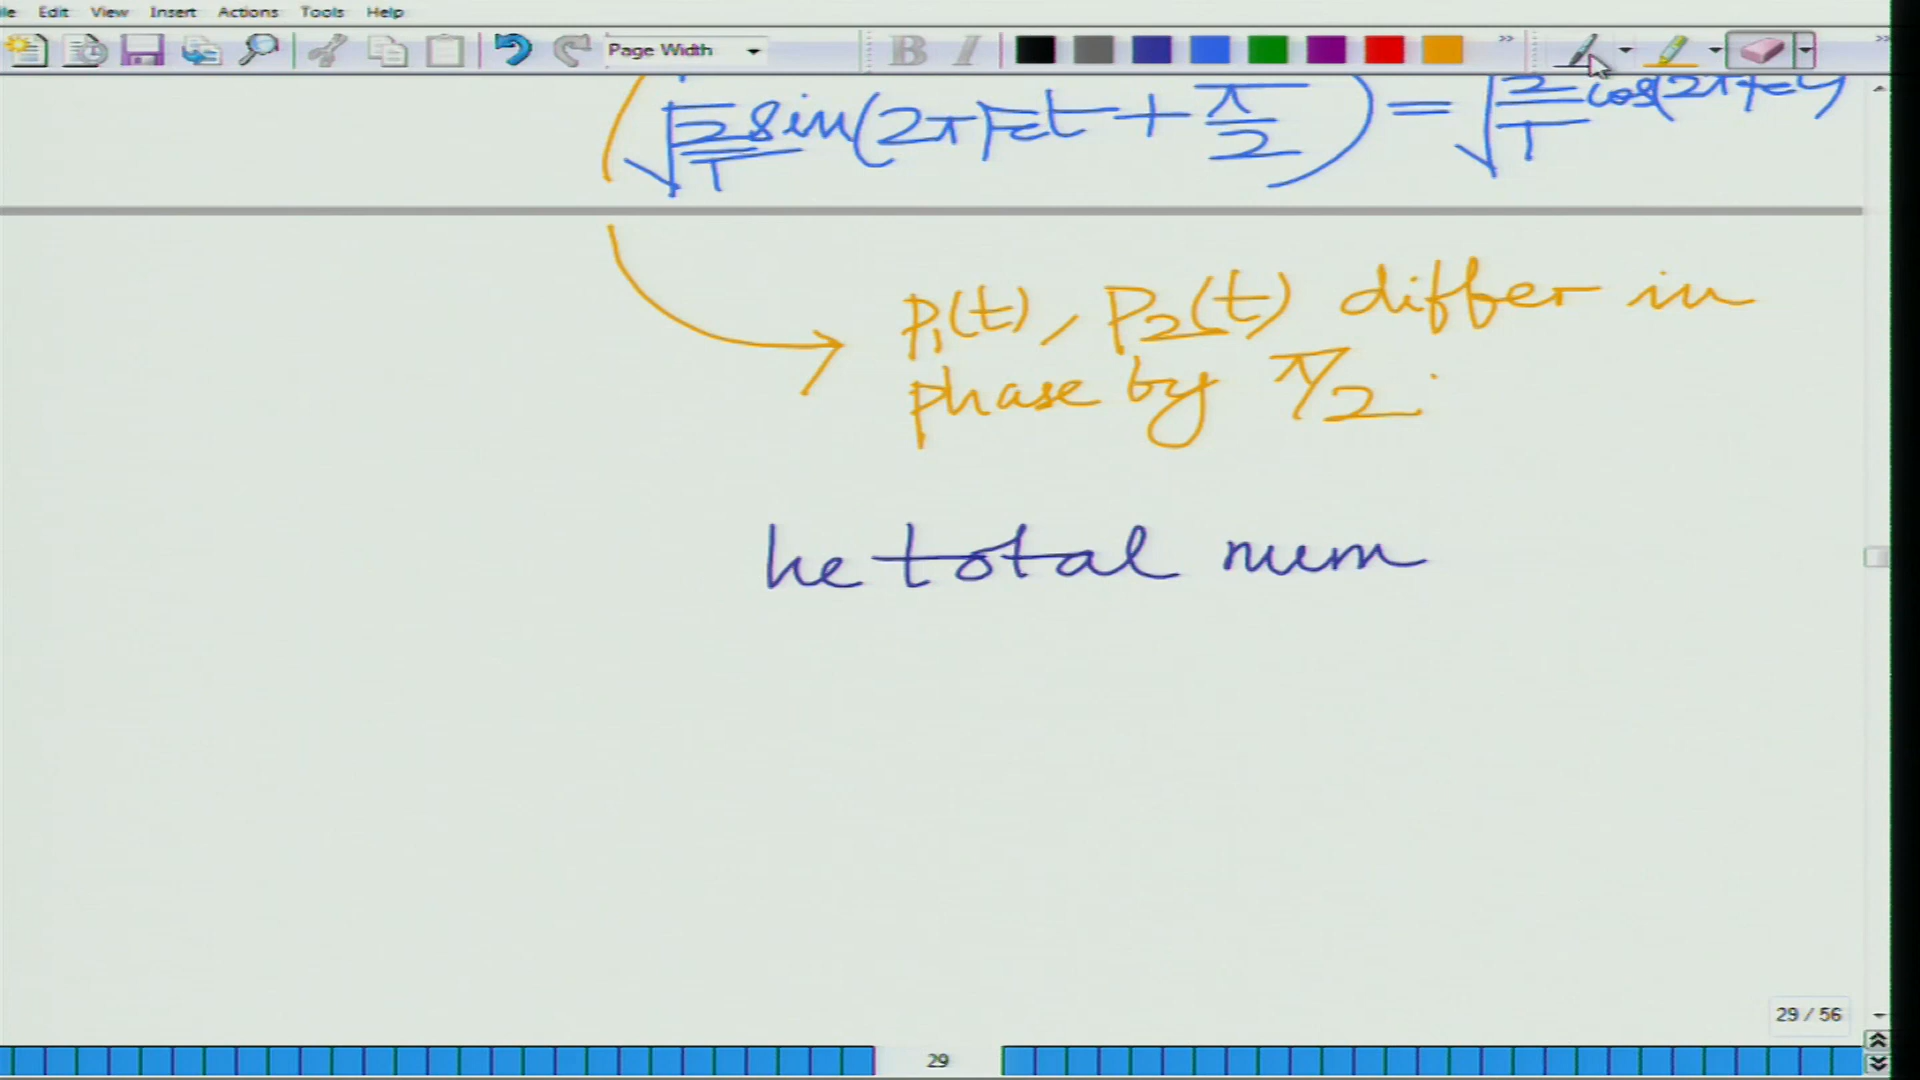 Edit View Insert Actions Tools Help
Page Width
B I
(√2/T sin(2πFct + π/2)) = √2/T cos(2πFct)
p₁(t), p₂(t) differ in
phase by π/2.
he total num
29 / 56
29